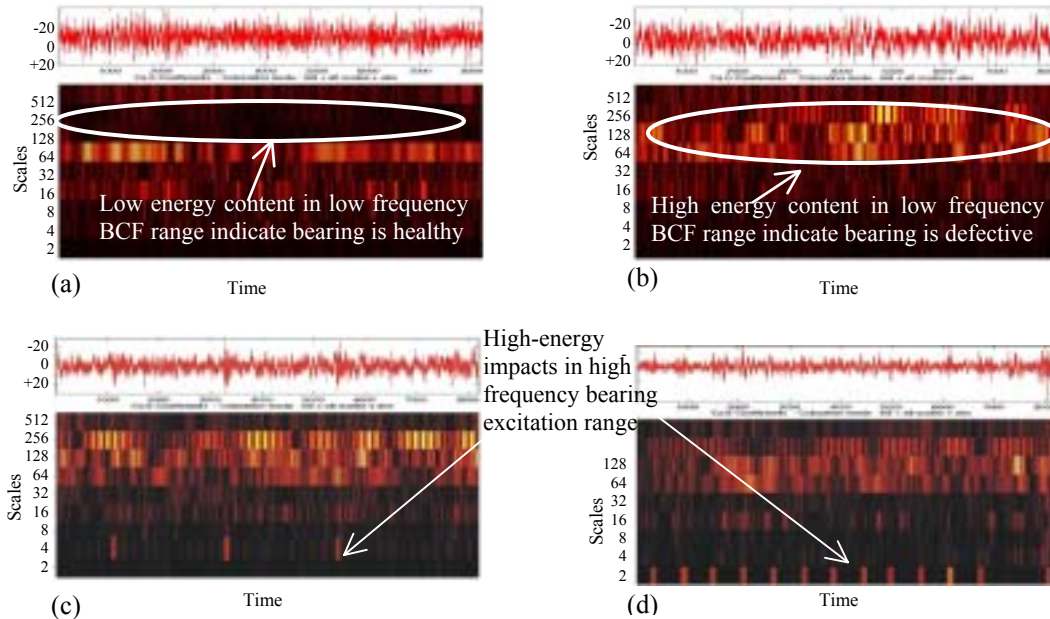 -20
0
+20
512
256
128
64
32
16
8
4
2
Scales
Low energy content in low frequency
BCF range indicate bearing is healthy
(a)
Time
-20
0
+20
512
256
128
64
32
16
8
4
2
Scales
High energy content in low frequency
BCF range indicate bearing is defective
(b)
Time
-20
0
+20
512
256
128
64
32
16
8
4
2
Scales
(c)
Time
High-energy
impacts in high
frequency bearing
excitation range
-20
0
+20
512
128
64
32
16
8
4
2
Scales
(d)
Time